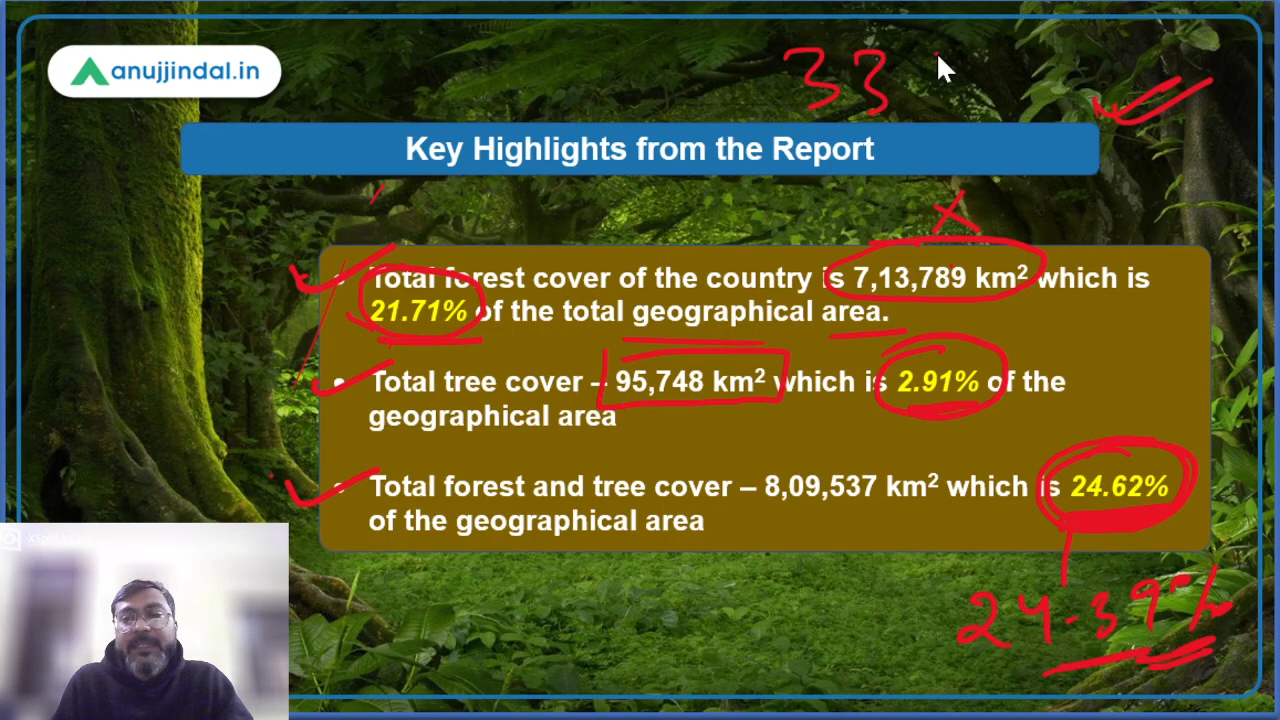 anujjindal.in
33
Key Highlights from the Report
• Total forest cover of the country is 7,13,789 km² which is
21.71% of the total geographical area.
• Total tree cover – 95,748 km² which is 2.91% of the
geographical area
• Total forest and tree cover – 8,09,537 km² which is 24.62%
of the geographical area
24.39%